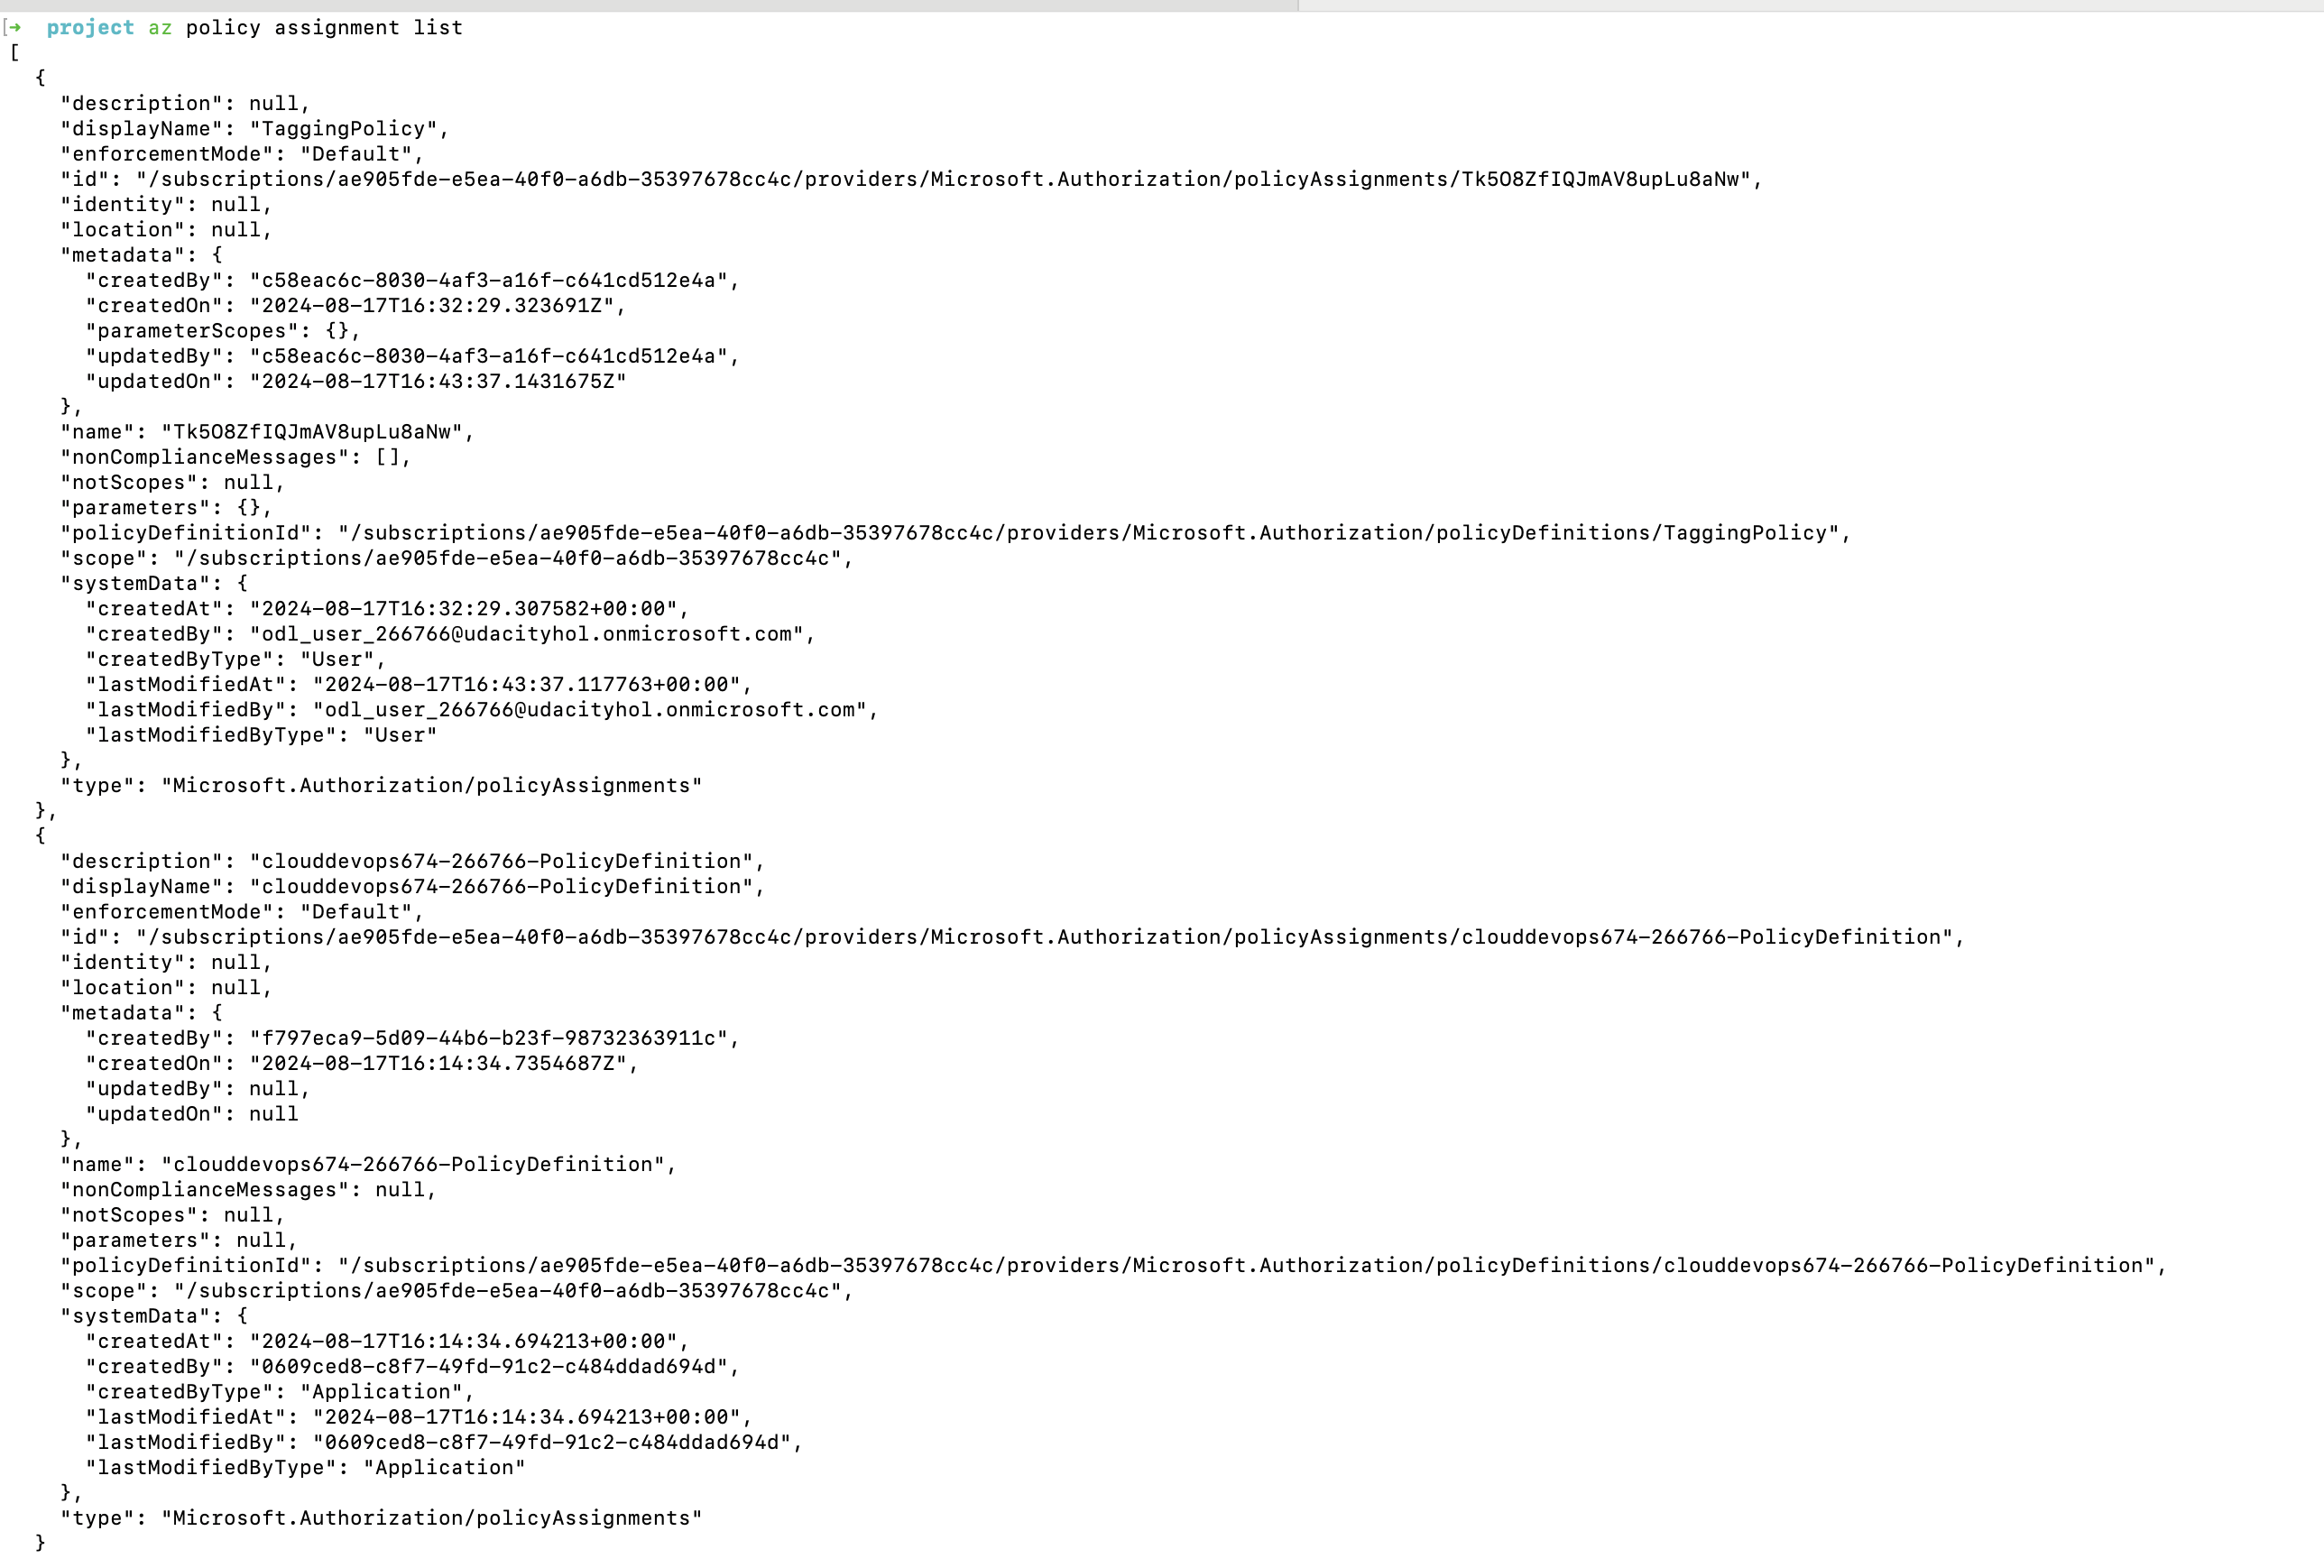 [➜  project az policy assignment list
[
  {
    "description": null,
    "displayName": "TaggingPolicy",
    "enforcementMode": "Default",
    "id": "/subscriptions/ae905fde-e5ea-40f0-a6db-35397678cc4c/providers/Microsoft.Authorization/policyAssignments/Tk5O8ZfIQJmAV8upLu8aNw",
    "identity": null,
    "location": null,
    "metadata": {
      "createdBy": "c58eac6c-8030-4af3-a16f-c641cd512e4a",
      "createdOn": "2024-08-17T16:32:29.323691Z",
      "parameterScopes": {},
      "updatedBy": "c58eac6c-8030-4af3-a16f-c641cd512e4a",
      "updatedOn": "2024-08-17T16:43:37.1431675Z"
    },
    "name": "Tk5O8ZfIQJmAV8upLu8aNw",
    "nonComplianceMessages": [],
    "notScopes": null,
    "parameters": {},
    "policyDefinitionId": "/subscriptions/ae905fde-e5ea-40f0-a6db-35397678cc4c/providers/Microsoft.Authorization/policyDefinitions/TaggingPolicy",
    "scope": "/subscriptions/ae905fde-e5ea-40f0-a6db-35397678cc4c",
    "systemData": {
      "createdAt": "2024-08-17T16:32:29.307582+00:00",
      "createdBy": "odl_user_266766@udacityhol.onmicrosoft.com",
      "createdByType": "User",
      "lastModifiedAt": "2024-08-17T16:43:37.117763+00:00",
      "lastModifiedBy": "odl_user_266766@udacityhol.onmicrosoft.com",
      "lastModifiedByType": "User"
    },
    "type": "Microsoft.Authorization/policyAssignments"
  },
  {
    "description": "clouddevops674-266766-PolicyDefinition",
    "displayName": "clouddevops674-266766-PolicyDefinition",
    "enforcementMode": "Default",
    "id": "/subscriptions/ae905fde-e5ea-40f0-a6db-35397678cc4c/providers/Microsoft.Authorization/policyAssignments/clouddevops674-266766-PolicyDefinition",
    "identity": null,
    "location": null,
    "metadata": {
      "createdBy": "f797eca9-5d09-44b6-b23f-98732363911c",
      "createdOn": "2024-08-17T16:14:34.7354687Z",
      "updatedBy": null,
      "updatedOn": null
    },
    "name": "clouddevops674-266766-PolicyDefinition",
    "nonComplianceMessages": null,
    "notScopes": null,
    "parameters": null,
    "policyDefinitionId": "/subscriptions/ae905fde-e5ea-40f0-a6db-35397678cc4c/providers/Microsoft.Authorization/policyDefinitions/clouddevops674-266766-PolicyDefinition",
    "scope": "/subscriptions/ae905fde-e5ea-40f0-a6db-35397678cc4c",
    "systemData": {
      "createdAt": "2024-08-17T16:14:34.694213+00:00",
      "createdBy": "0609ced8-c8f7-49fd-91c2-c484ddad694d",
      "createdByType": "Application",
      "lastModifiedAt": "2024-08-17T16:14:34.694213+00:00",
      "lastModifiedBy": "0609ced8-c8f7-49fd-91c2-c484ddad694d",
      "lastModifiedByType": "Application"
    },
    "type": "Microsoft.Authorization/policyAssignments"
  }